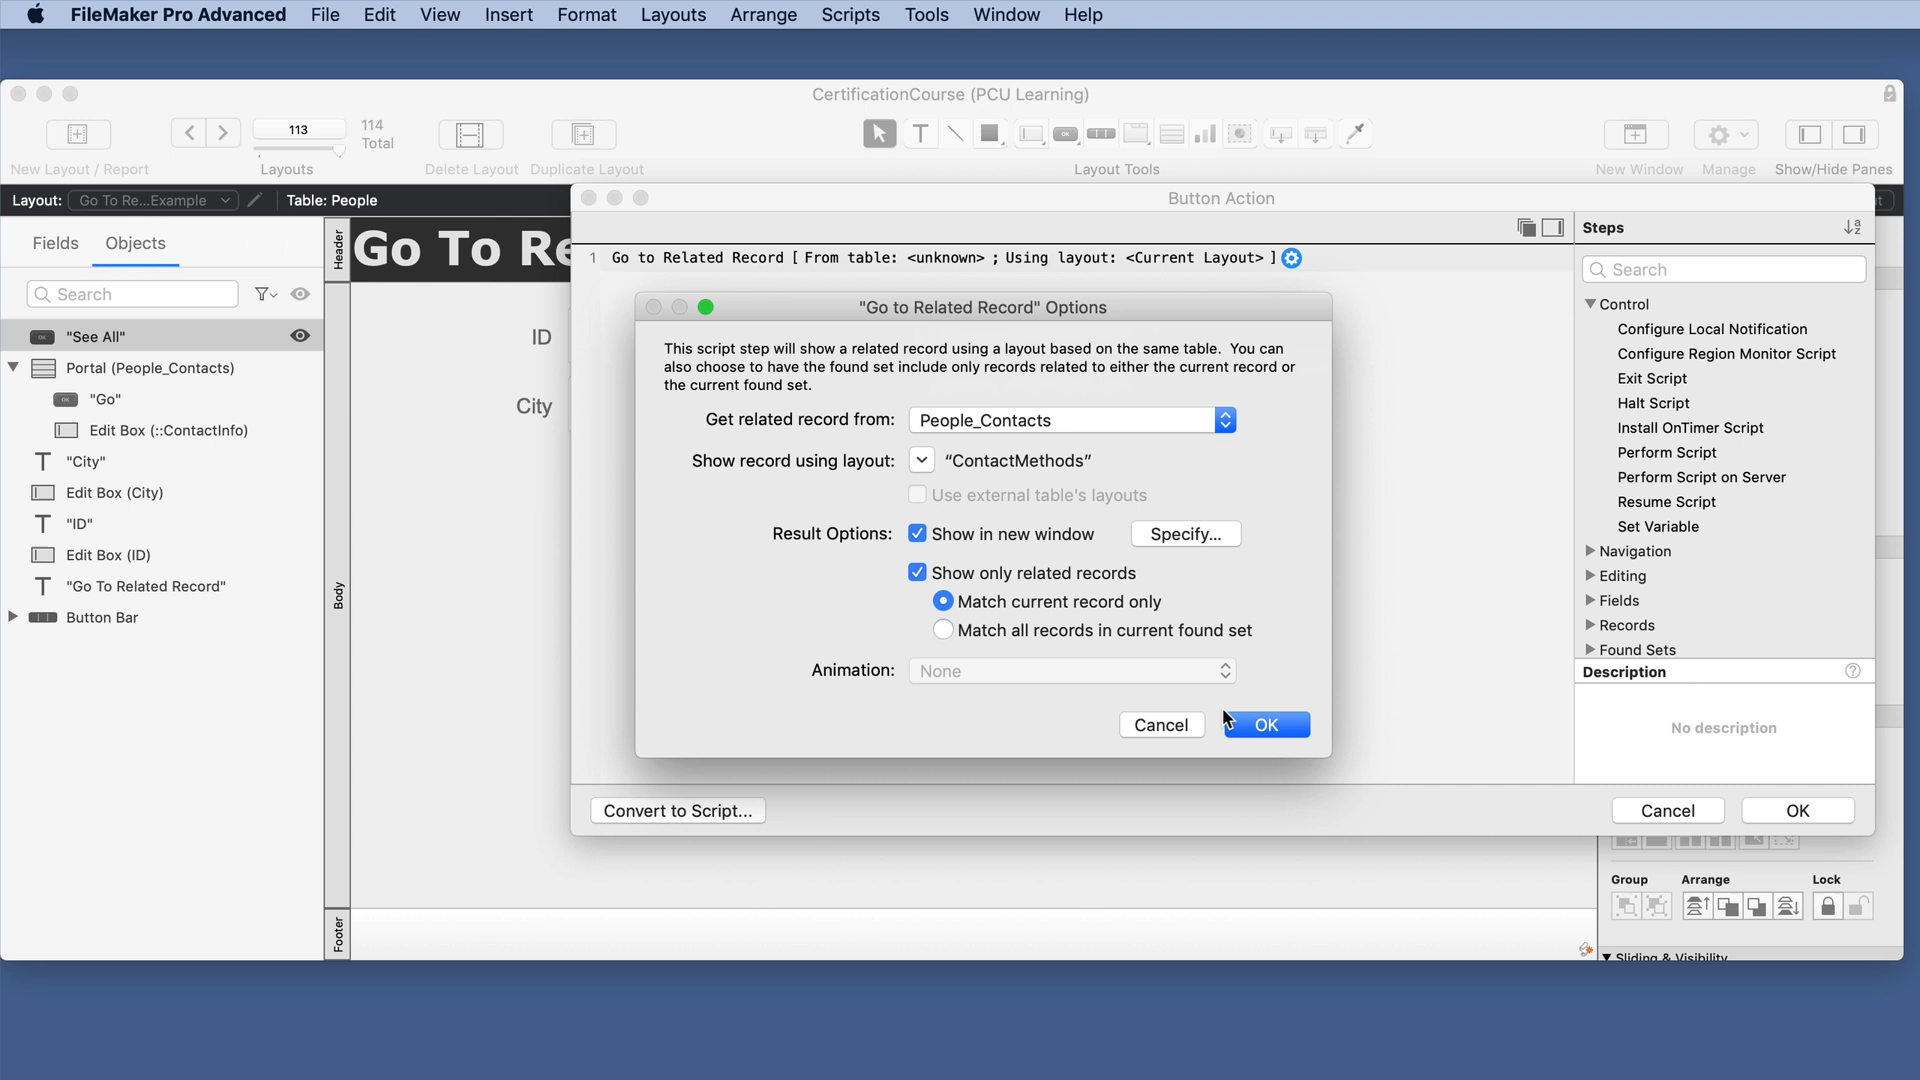 FileMaker Pro Advanced File Edit View Insert Format Layouts Arrange Scripts Tools Window Help
CertificationCourse (PCU Learning)
113
114
Total
New Layout / Report
Layouts
Delete Layout
Duplicate Layout
Layout Tools
New Window
Manage
Show/Hide Panes
Layout: Go To Re...Example
Table: People
Button Action
Fields
Objects
Search
"See All"
Portal (People_Contacts)
"Go"
Edit Box (::ContactInfo)
"City"
Edit Box (City)
"ID"
Edit Box (ID)
"Go To Related Record"
Button Bar
Header
Body
Footer
Go To Re
ID
City
1 Go to Related Record [ From table: <unknown> ; Using layout: <Current Layout> ]
"Go to Related Record" Options
This script step will show a related record using a layout based on the same table. You can
also choose to have the found set include only records related to either the current record or
the current found set.
Get related record from: People_Contacts
Show record using layout: “ContactMethods”
Use external table's layouts
Result Options: Show in new window Specify...
Show only related records
Match current record only
Match all records in current found set
Animation: None
Cancel OK
Convert to Script...
Cancel OK
Steps
Search
Control
Configure Local Notification
Configure Region Monitor Script
Exit Script
Halt Script
Install OnTimer Script
Perform Script
Perform Script on Server
Resume Script
Set Variable
Navigation
Editing
Fields
Records
Found Sets
Description
No description
Group Arrange Lock
Sliding & Visibility